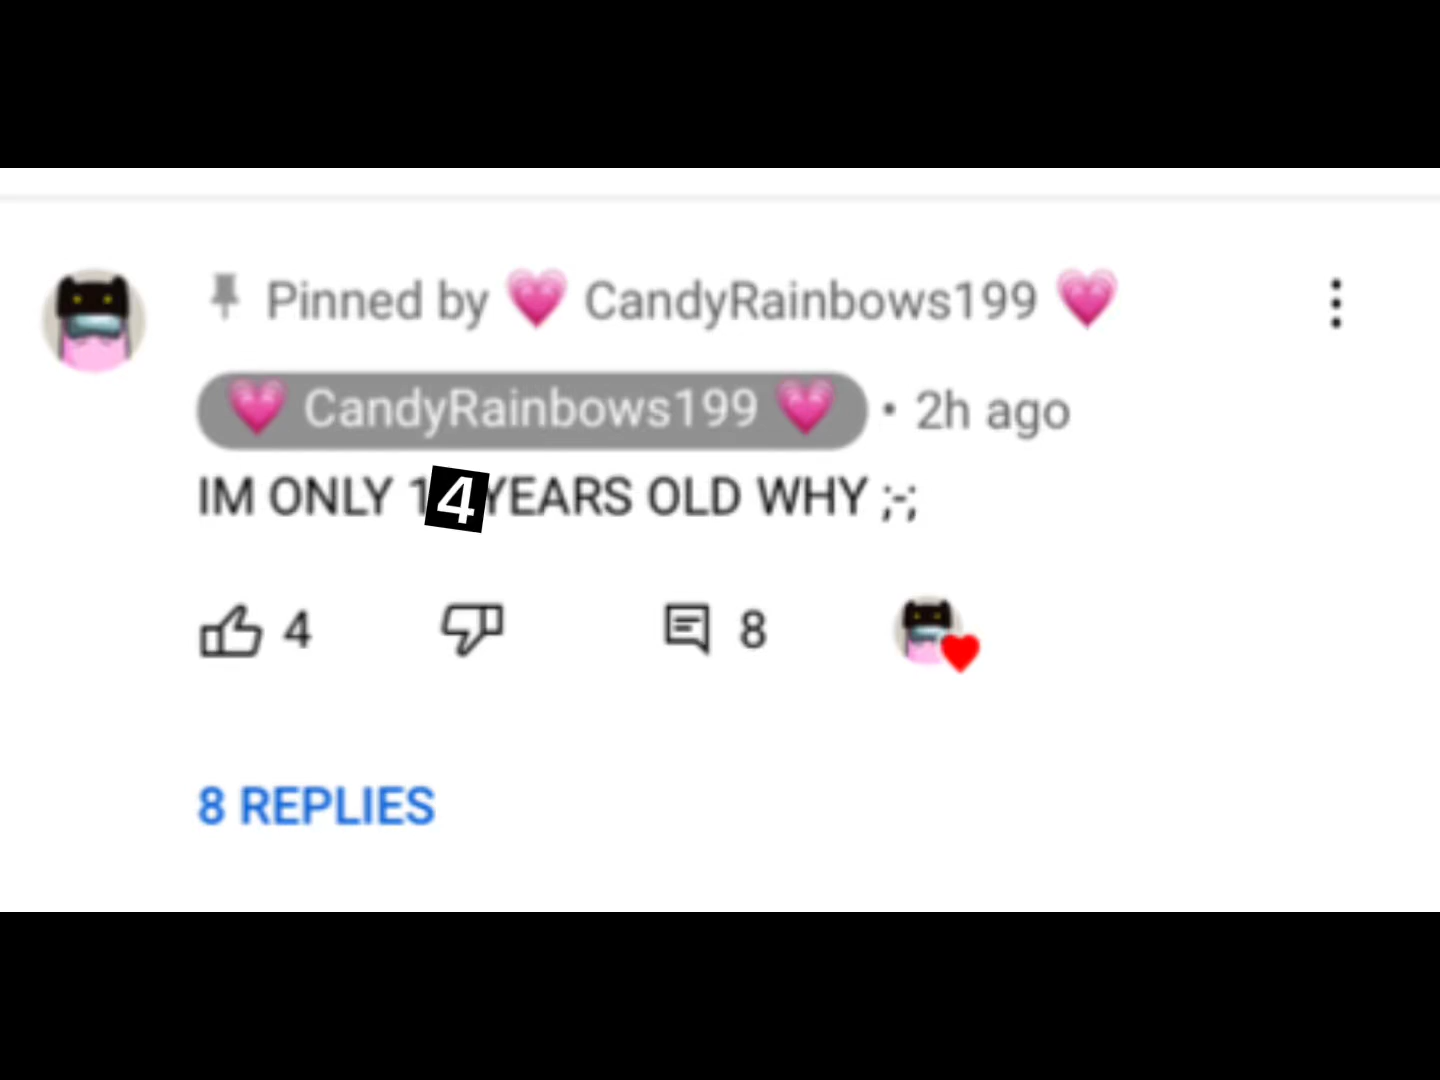 Pinned by 💗 CandyRainbows199 💗
💗 CandyRainbows199 💗 • 2h ago
IM ONLY 14 YEARS OLD WHY ;-;
4 8
8 REPLIES